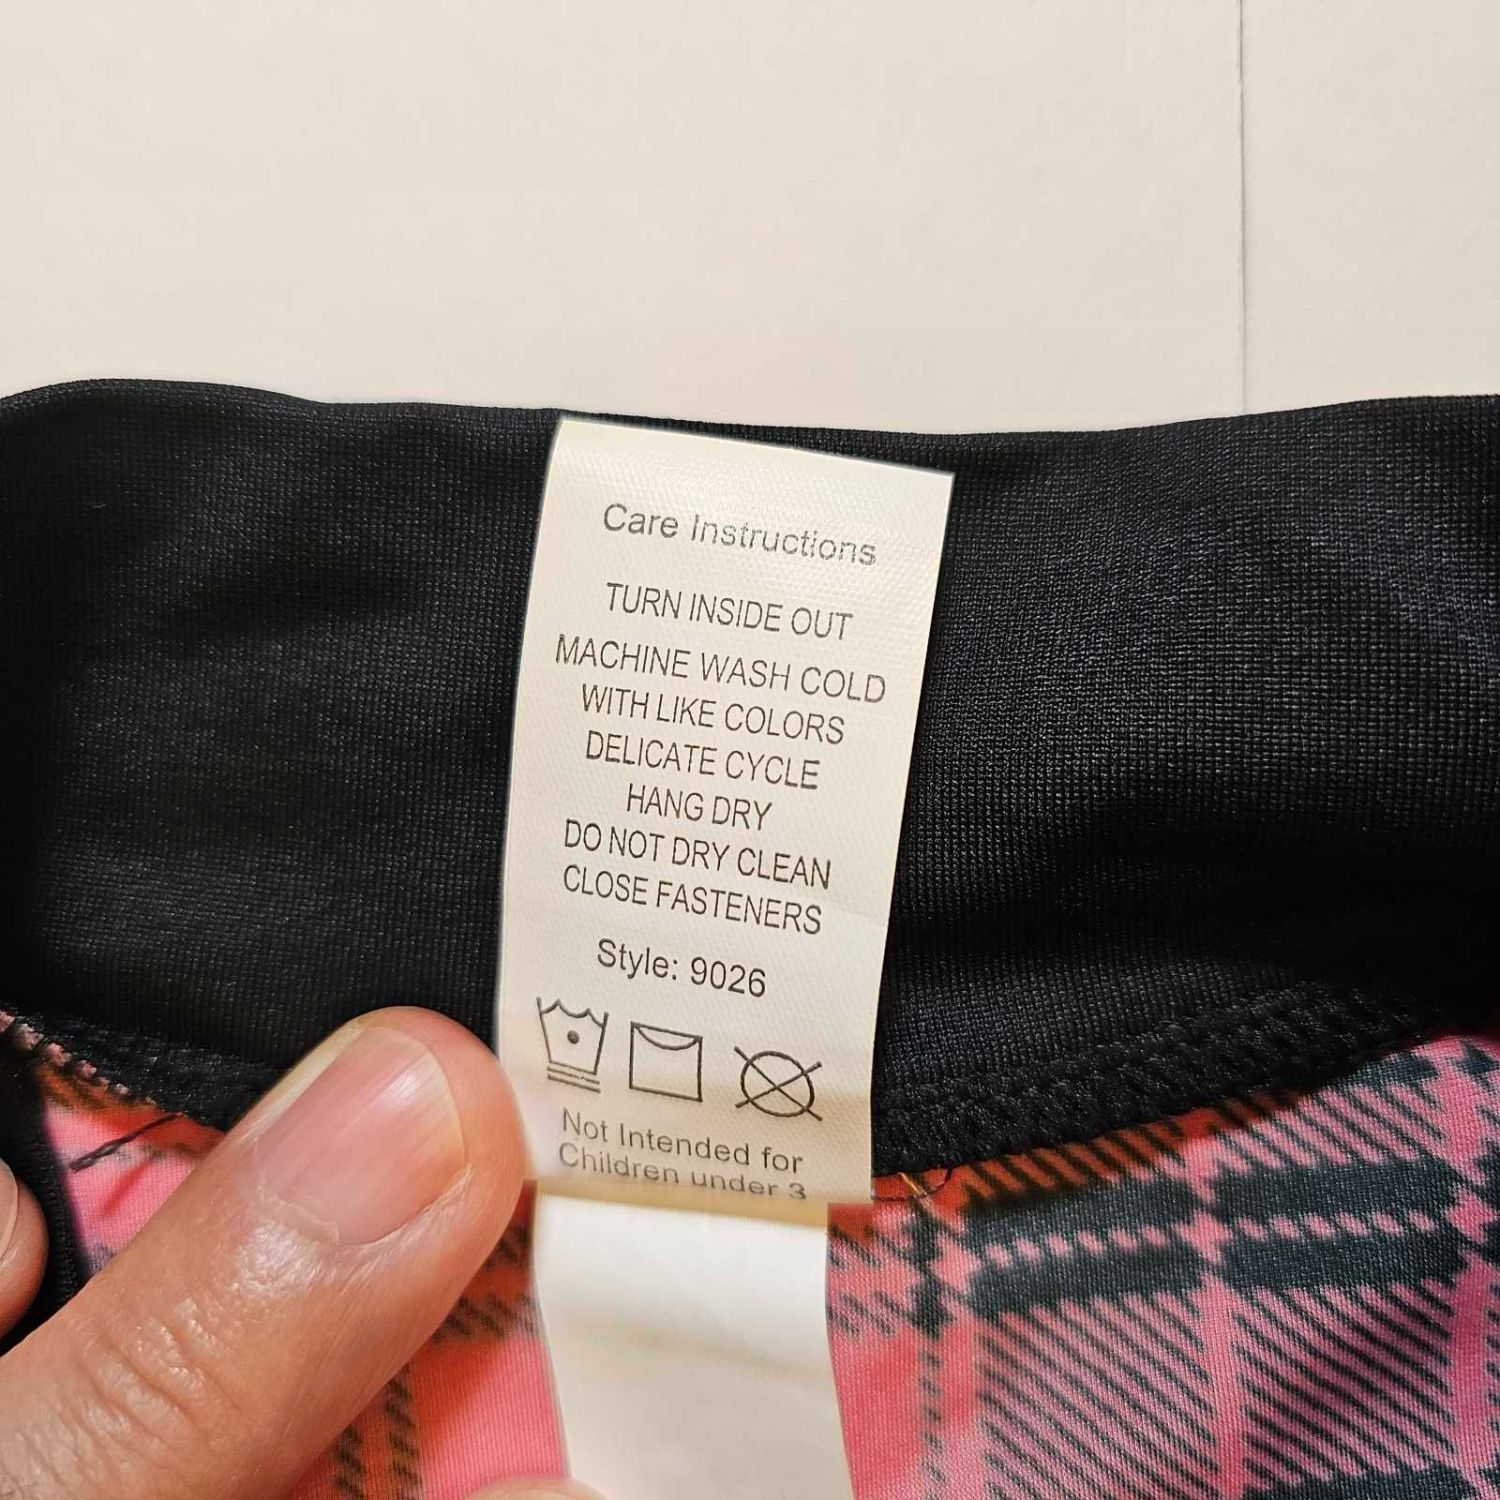 Care Instructions
TURN INSIDE OUT
MACHINE WASH COLD
WITH LIKE COLORS
DELICATE CYCLE
HANG DRY
DO NOT DRY CLEAN
CLOSE FASTENERS
Style: 9026
Not Intended for
Children under 3